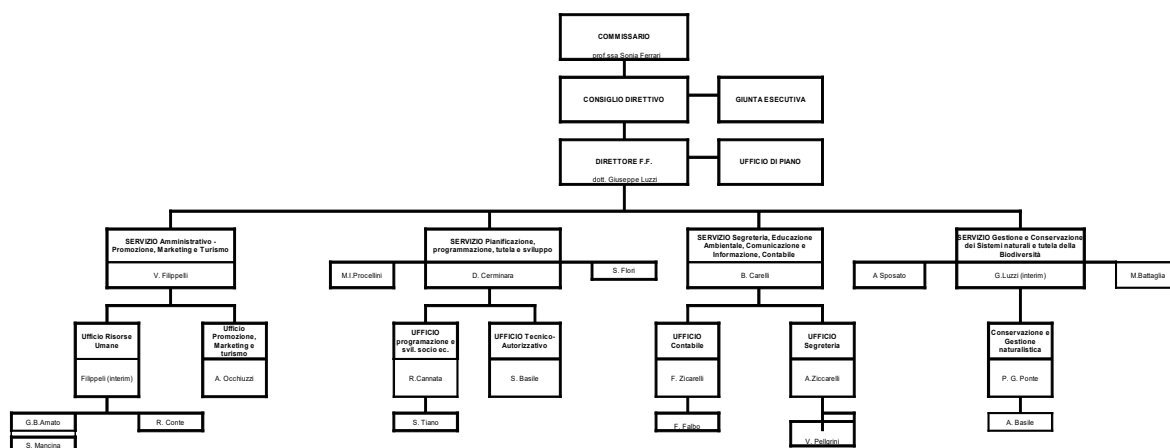 COMMISSARIO
prof.ssa Sonia Ferrari
CONSIGLIO DIRETTIVO
GIUNTA ESECUTIVA
DIRETTORE F.F.
dott. Giuseppe Luzzi
UFFICIO DI PIANO
SERVIZIO Amministrativo -
Promozione, Marketing e Turismo
V. Filippelli
SERVIZIO Pianificazione,
programmazione, tutela e sviluppo
M.I.Procellini
D. Cerminara
S. Flori
SERVIZIO Segreteria, Educazione
Ambientale, Comunicazione e
Informazione, Contabile
B. Carelli
SERVIZIO Gestione e Conservazione
dei Sistemi naturali e tutela della
Biodiversità
A Sposato
G.Luzzi (interim)
M.Battaglia
Ufficio Risorse
Umane
Filippeli (interim)
G.B.Amato
R. Conte
S. Mancina
Ufficio
Promozione,
Marketing e
turismo
A. Occhiuzzi
UFFICIO
programazione e
svil. socio ec.
R.Cannata
S. Tiano
UFFICIO Tecnico-
Autorizzativo
S. Basile
UFFICIO
Contabile
F. Zicarelli
F. Falbo
UFFICIO
Segreteria
A.Ziccarelli
V. Pellgrini
Conservazione e
Gestione
naturalistica
P. G. Ponte
A. Basile